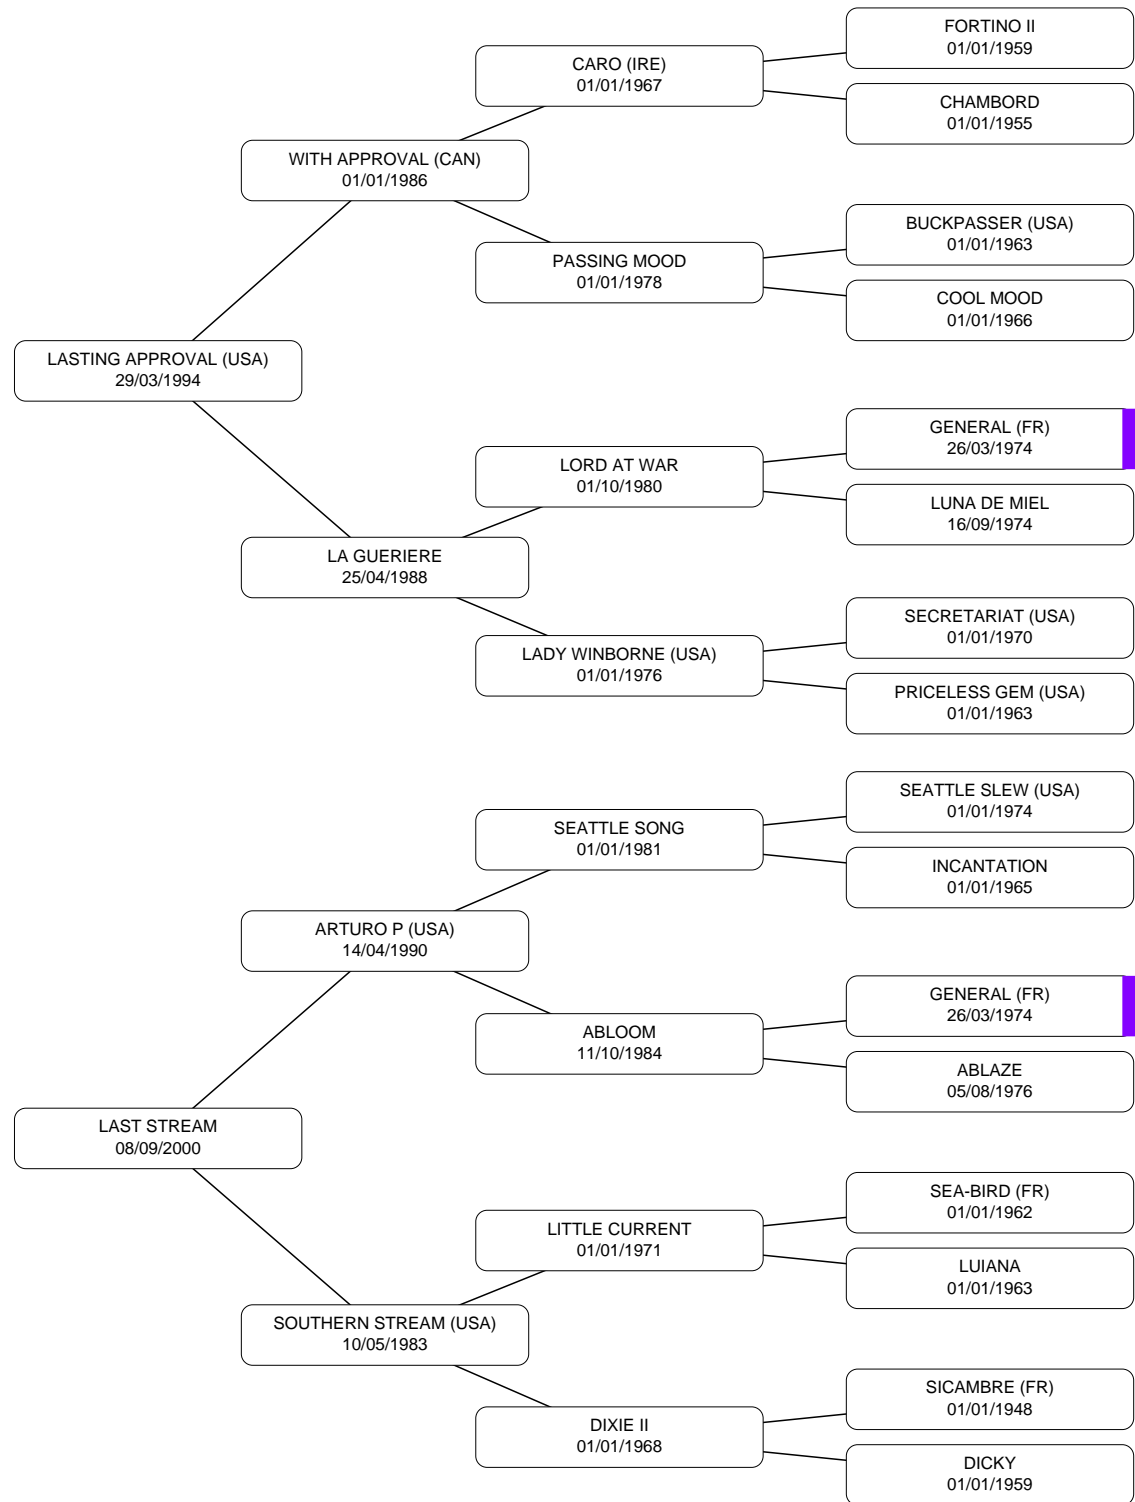 FORTINO II
01/01/1959
CARO (IRE)
01/01/1967
CHAMBORD
01/01/1955
WITH APPROVAL (CAN)
01/01/1986
BUCKPASSER (USA)
01/01/1963
PASSING MOOD
01/01/1978
COOL MOOD
01/01/1966
LASTING APPROVAL (USA)
29/03/1994
GENERAL (FR)
26/03/1974
LORD AT WAR
01/10/1980
LUNA DE MIEL
16/09/1974
LA GUERIERE
25/04/1988
SECRETARIAT (USA)
01/01/1970
LADY WINBORNE (USA)
01/01/1976
PRICELESS GEM (USA)
01/01/1963
SEATTLE SLEW (USA)
01/01/1974
SEATTLE SONG
01/01/1981
INCANTATION
01/01/1965
ARTURO P (USA)
14/04/1990
GENERAL (FR)
26/03/1974
ABLOOM
11/10/1984
ABLAZE
05/08/1976
LAST STREAM
08/09/2000
SEA-BIRD (FR)
01/01/1962
LITTLE CURRENT
01/01/1971
LUIANA
01/01/1963
SOUTHERN STREAM (USA)
10/05/1983
SICAMBRE (FR)
01/01/1948
DIXIE II
01/01/1968
DICKY
01/01/1959